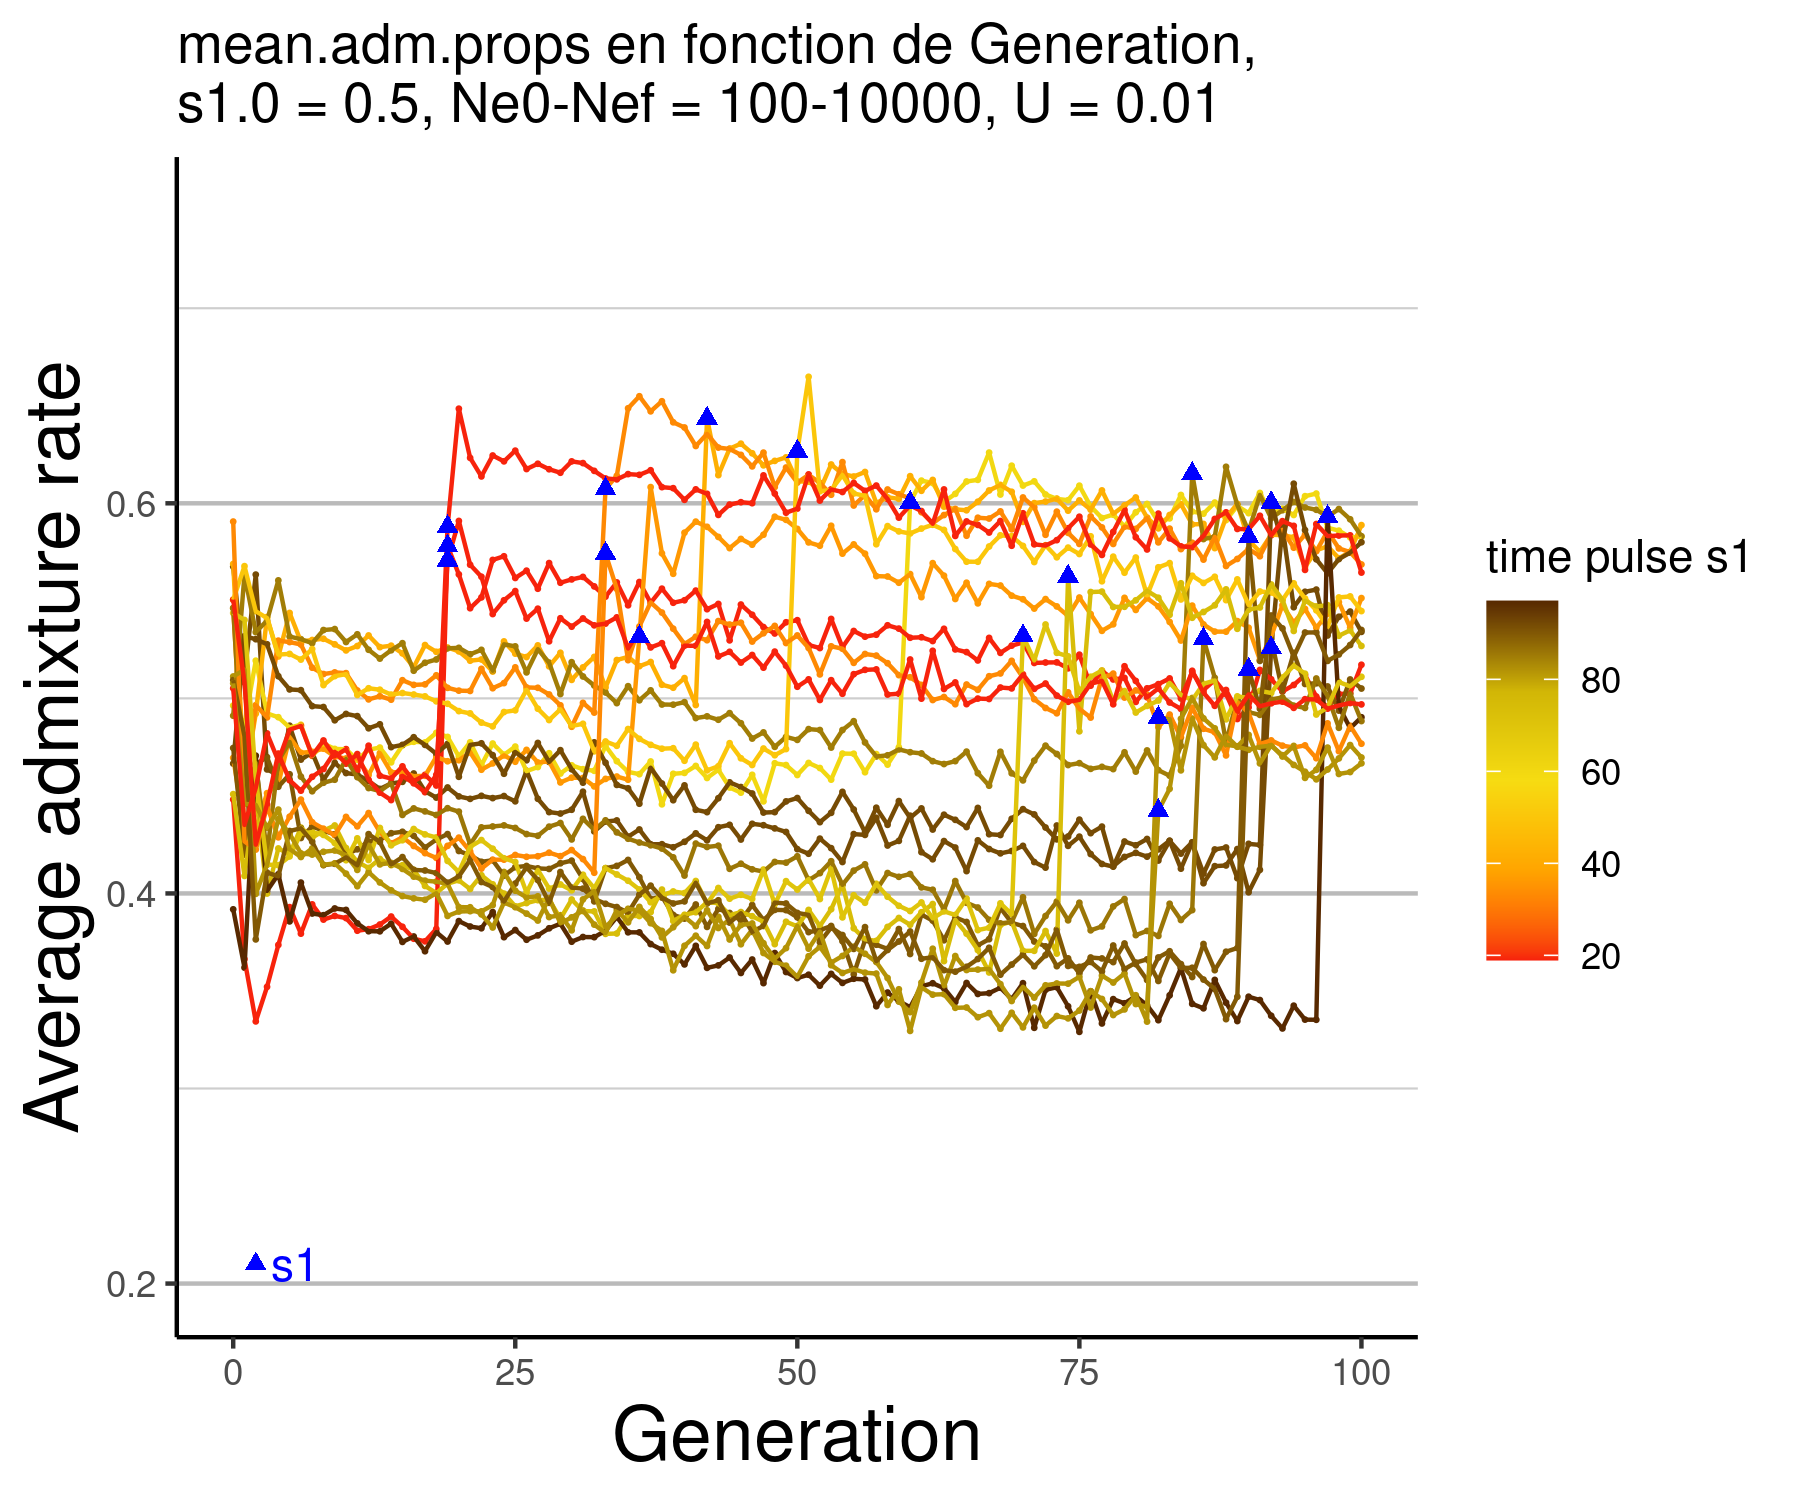 mean.adm.props en fonction de Generation,
s1.0 = 0.5, Ne0-Nef = 100-10000, U = 0.01
Average admixture rate
0.6
0.4
0.2
s1
0 25 50 75 100
Generation
time pulse s1
80
60
40
20